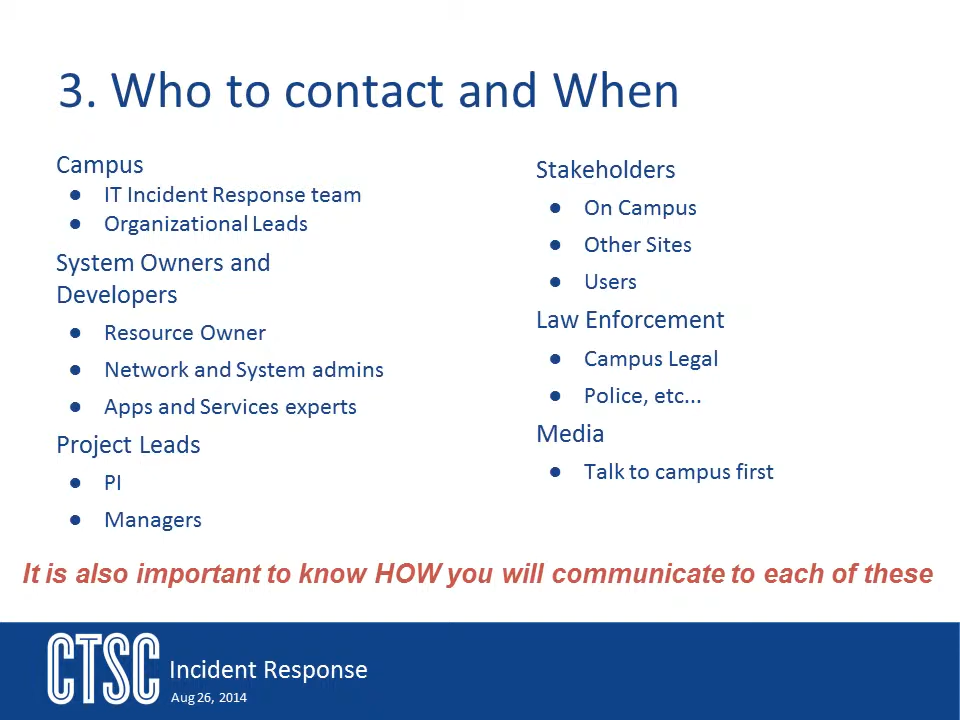 3. Who to contact and When
Campus
● IT Incident Response team
● Organizational Leads
System Owners and
Developers
● Resource Owner
● Network and System admins
● Apps and Services experts
Project Leads
● PI
● Managers
Stakeholders
● On Campus
● Other Sites
● Users
Law Enforcement
● Campus Legal
● Police, etc...
Media
● Talk to campus first
It is also important to know HOW you will communicate to each of these
CTSC
Incident Response
Aug 26, 2014